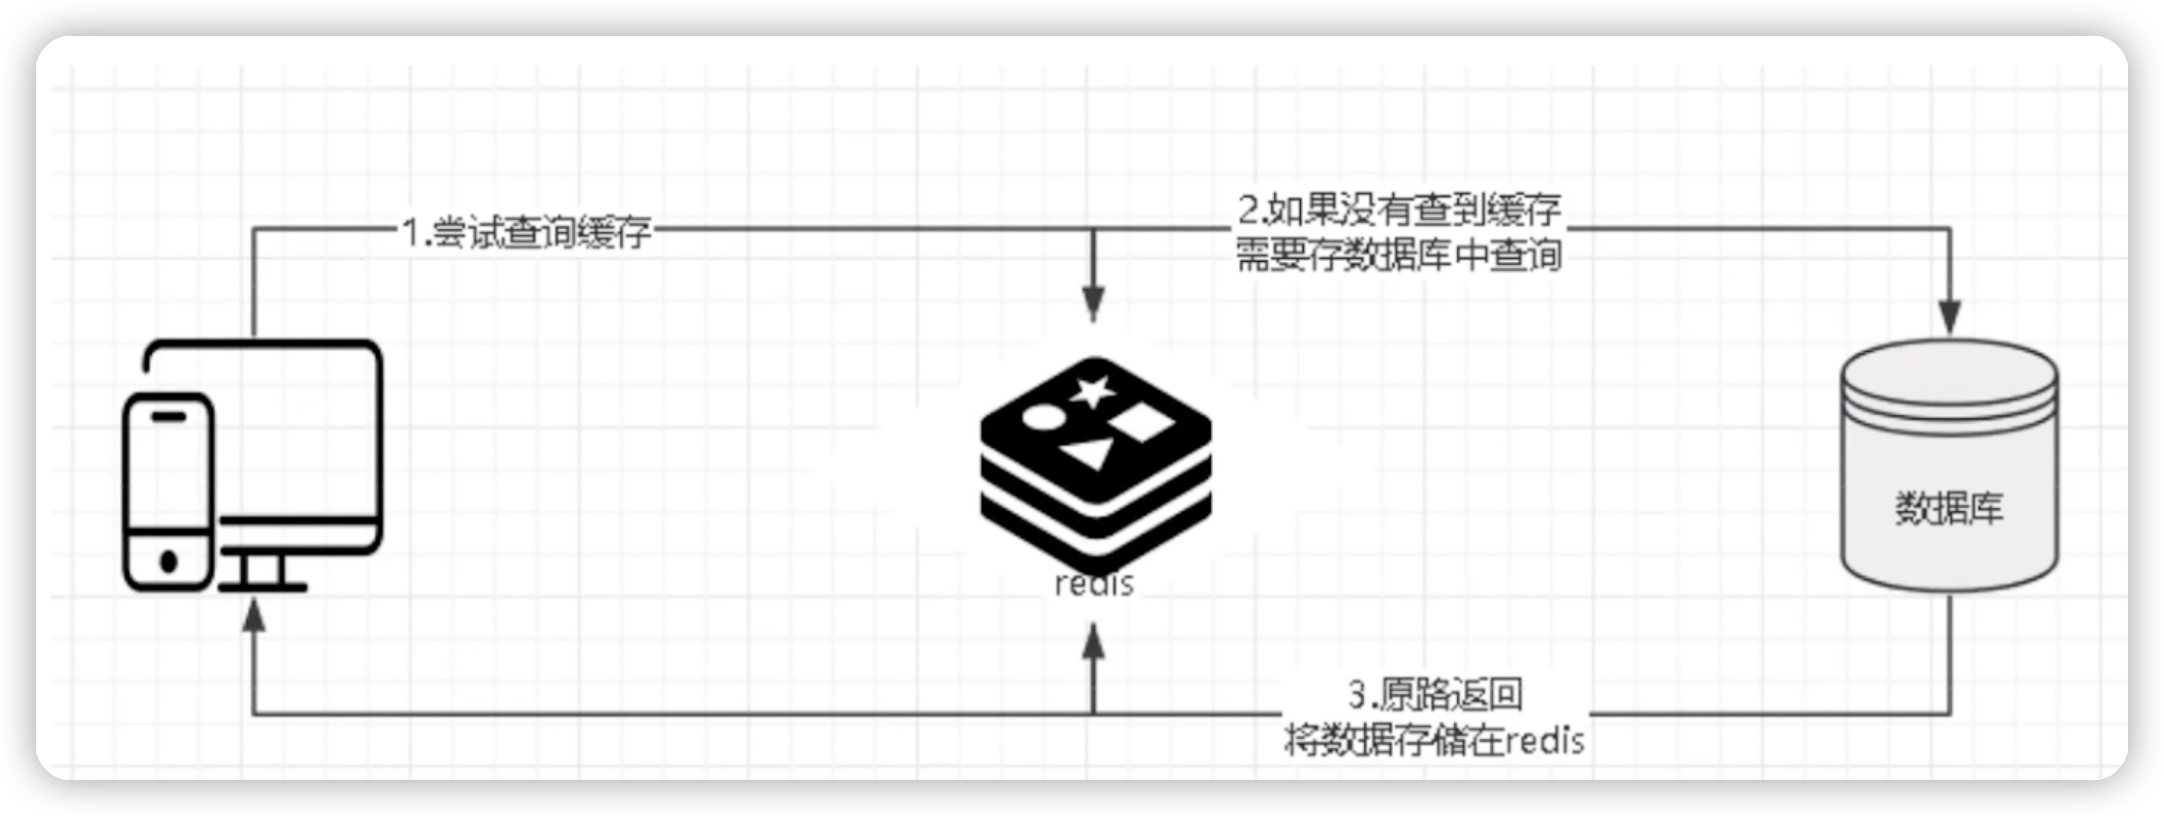 1.尝试查询缓存
2.如果没有查到缓存
需要存数据库中查询
数据库
redis
3.原路返回
将数据存储在redis